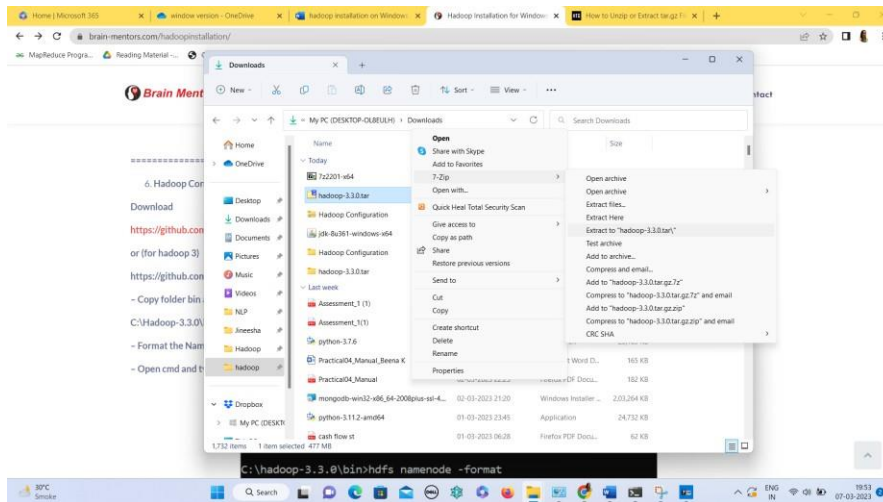 Home | Microsoft 365
window version - OneDrive
hadoop installation on Windows
Hadoop Installation for Window
How to Unzip or Extract tar.gz Fi
brain-mentors.com/hadoopinstallation/
MapReduce Progra...
Reading Material -...
Brain Ment
ntact
6. Hadoop Cor
Download
https://github.con
or (for hadoop 3)
https://github.con
- Copy folder bin
C:\Hadoop-3.3.0\
- Format the Nam
- Open cmd and t
Downloads
New
Sort
View
My PC (DESKTOP-OL8EULH)
Downloads
Search Downloads
Home
OneDrive
Desktop
Downloads
Documents
Pictures
Music
Videos
NLP
Jineesha
Hadoop
hadoop
Dropbox
My PC (DESKT
Name
Size
Today
7z2201-x64
hadoop-3.3.0.tar
Hadoop Configuration
jdk-8u361-windows-x64
Hadoop Configuration
hadoop-3.3.0.tar
Last week
Assessment_1 (1)
Assessment_1(1)
python-3.7.6
Practical04_Manual_Beena K
t Word D... 165 KB
Practical04_Manual
Firefox PDF Docu... 182 KB
mongodb-win32-x86_64-2008plus-ssl-4... 02-03-2023 21:20 Windows Installer ... 2,03,264 KB
python-3.11.2-amd64 01-03-2023 23:45 Application 24,732 KB
cash flow st 01-03-2023 06:28 Firefox PDF Docu... 62 KB
1,732 items 1 item selected 477 MB
Open
Share with Skype
Add to Favorites
7-Zip
Open with...
Quick Heal Total Security Scan
Give access to
Copy as path
Share
Restore previous versions
Send to
Cut
Copy
Create shortcut
Delete
Rename
Properties
Open archive
Open archive
Extract files...
Extract Here
Extract to "hadoop-3.3.0.tar\"
Test archive
Add to archive...
Compress and email...
Add to "hadoop-3.3.0.tar.gz.7z"
Compress to "hadoop-3.3.0.tar.gz.7z" and email
Add to "hadoop-3.3.0.tar.gz.zip"
Compress to "hadoop-3.3.0.tar.gz.zip" and email
CRC SHA
C:\hadoop-3.3.0\bin>hdfs namenode -format
30°C
Smoke
Search
ENG
IN
19:53
07-03-2023